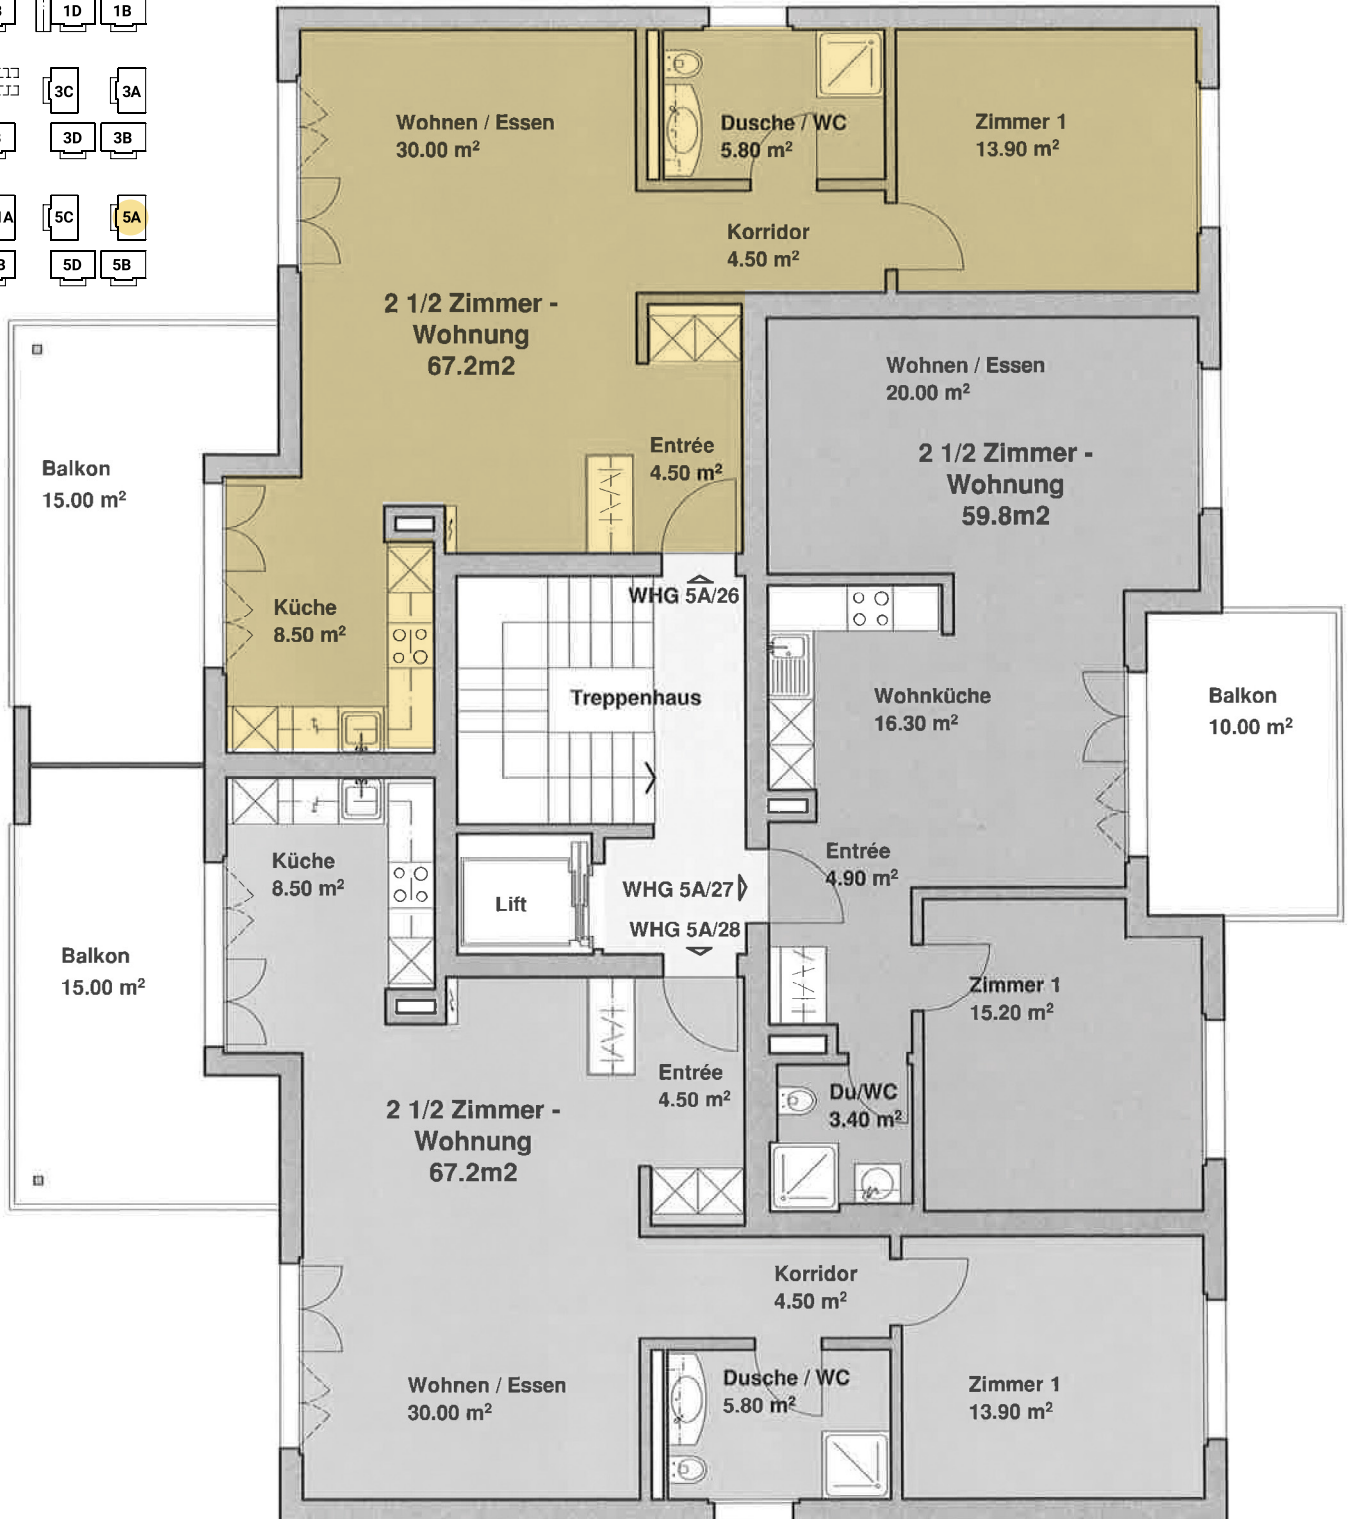 1D
1B
3C
3A
3D
3B
5C
5A
5D
5B
Wohnen / Essen
30.00 m²
Dusche / WC
5.80 m²
Zimmer 1
13.90 m²
Korridor
4.50 m²
2 1/2 Zimmer -
Wohnung
67.2m2
Entrée
4.50 m²
Balkon
15.00 m²
Küche
8.50 m²
Wohnen / Essen
20.00 m²
2 1/2 Zimmer -
Wohnung
59.8m2
WHG 5A/26
Treppenhaus
Wohnküche
16.30 m²
Balkon
10.00 m²
Küche
8.50 m²
Lift
WHG 5A/27
WHG 5A/28
Entrée
4.90 m²
Balkon
15.00 m²
Zimmer 1
15.20 m²
Du/WC
3.40 m²
2 1/2 Zimmer -
Wohnung
67.2m2
Entrée
4.50 m²
Korridor
4.50 m²
Wohnen / Essen
30.00 m²
Dusche / WC
5.80 m²
Zimmer 1
13.90 m²